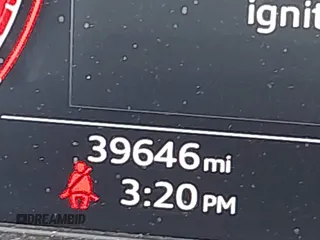 ignit
39646 mi
3:20 PM
DREAMBID